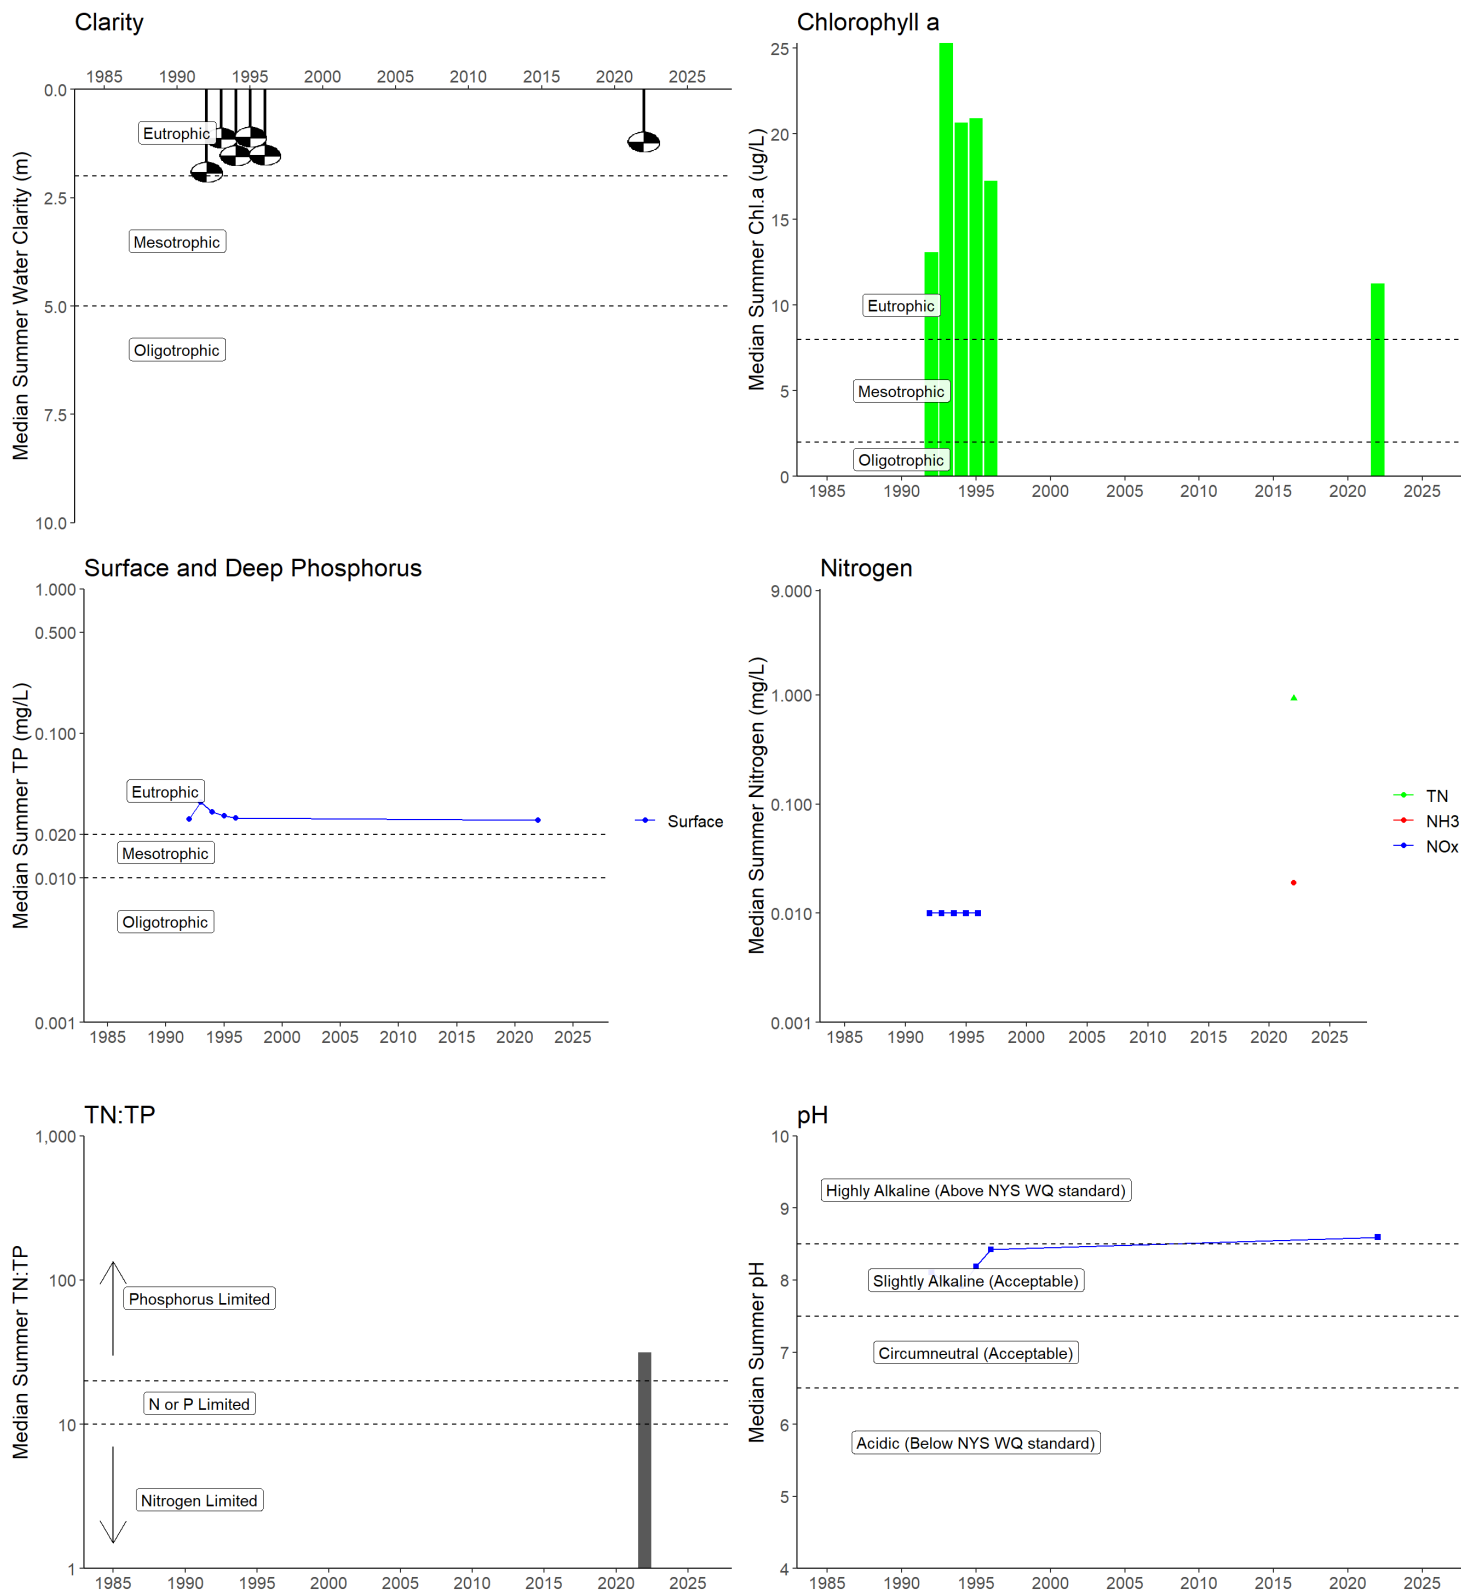 Clarity
1985 1990 1995 2000 2005 2010 2015 2020 2025
Median Summer Water Clarity (m)
0.0
2.5
5.0
7.5
10.0
Eutrophic
Mesotrophic
Oligotrophic
Chlorophyll a
Median Summer Chl.a (ug/L)
25
20
15
10
5
0
Eutrophic
Mesotrophic
Oligotrophic
1985 1990 1995 2000 2005 2010 2015 2020 2025
Surface and Deep Phosphorus
Median Summer TP (mg/L)
1.000
0.500
0.100
0.020
0.010
0.001
Eutrophic
Mesotrophic
Oligotrophic
Surface
1985 1990 1995 2000 2005 2010 2015 2020 2025
Nitrogen
Median Summer Nitrogen (mg/L)
9.000
1.000
0.100
0.010
0.001
TN
NH3
NOx
1985 1990 1995 2000 2005 2010 2015 2020 2025
TN:TP
Median Summer TN:TP
1,000
100
10
1
Phosphorus Limited
N or P Limited
Nitrogen Limited
1985 1990 1995 2000 2005 2010 2015 2020 2025
pH
Median Summer pH
10
9
8
7
6
5
4
Highly Alkaline (Above NYS WQ standard)
Slightly Alkaline (Acceptable)
Circumneutral (Acceptable)
Acidic (Below NYS WQ standard)
1985 1990 1995 2000 2005 2010 2015 2020 2025